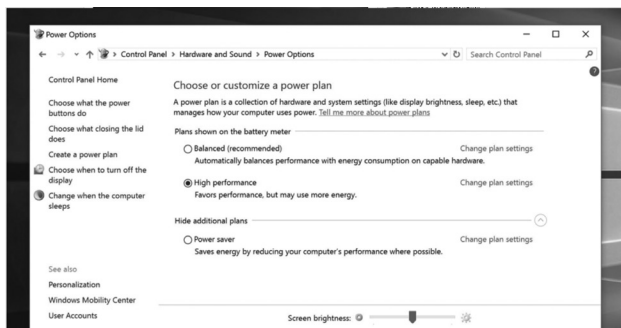 Power Options
Control Panel > Hardware and Sound > Power Options
Search Control Panel
Control Panel Home
Choose what the power
buttons do
Choose what closing the lid
does
Create a power plan
Choose when to turn off the
display
Change when the computer
sleeps
See also
Personalization
Windows Mobility Center
User Accounts
Choose or customize a power plan
A power plan is a collection of hardware and system settings (like display brightness, sleep, etc.) that
manages how your computer uses power. Tell me more about power plans
Plans shown on the battery meter
Balanced (recommended) Change plan settings
Automatically balances performance with energy consumption on capable hardware.
High performance Change plan settings
Favors performance, but may use more energy.
Hide additional plans
Power saver Change plan settings
Saves energy by reducing your computer's performance where possible.
Screen brightness: